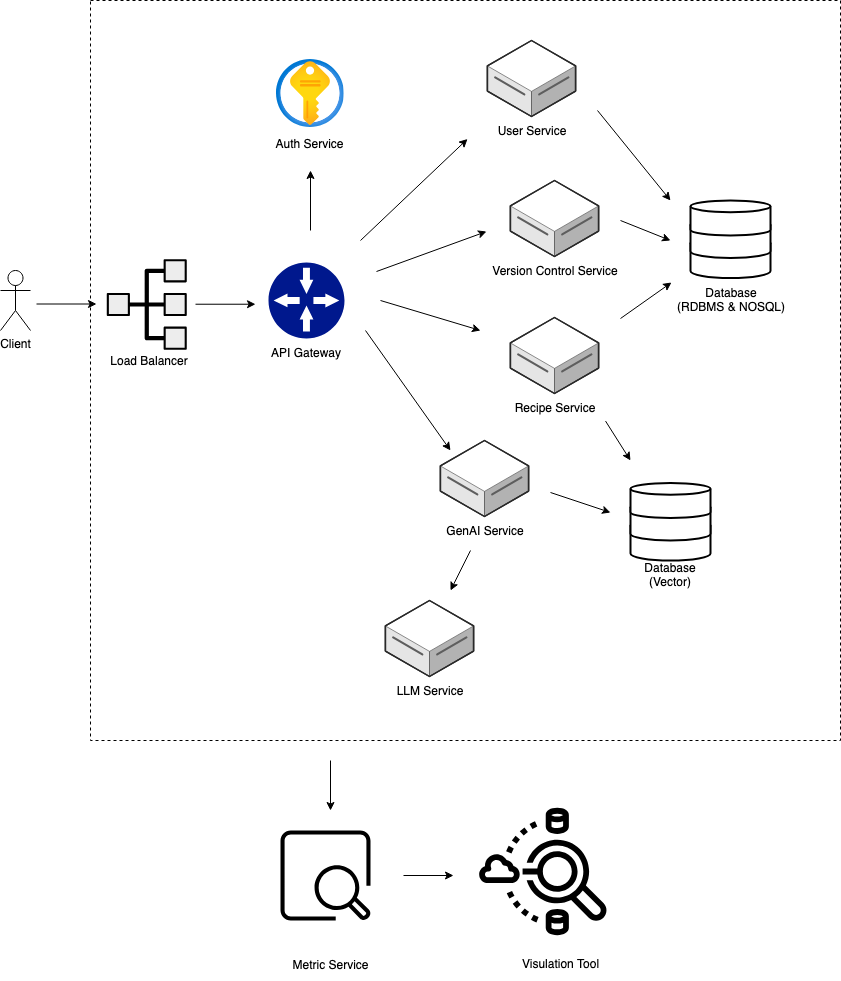 Auth Service
User Service
Version Control Service
Database
(RDBMS & NOSQL)
Client
Load Balancer
API Gateway
Recipe Service
GenAI Service
Database
(Vector)
LLM Service
Metric Service
Visulation Tool